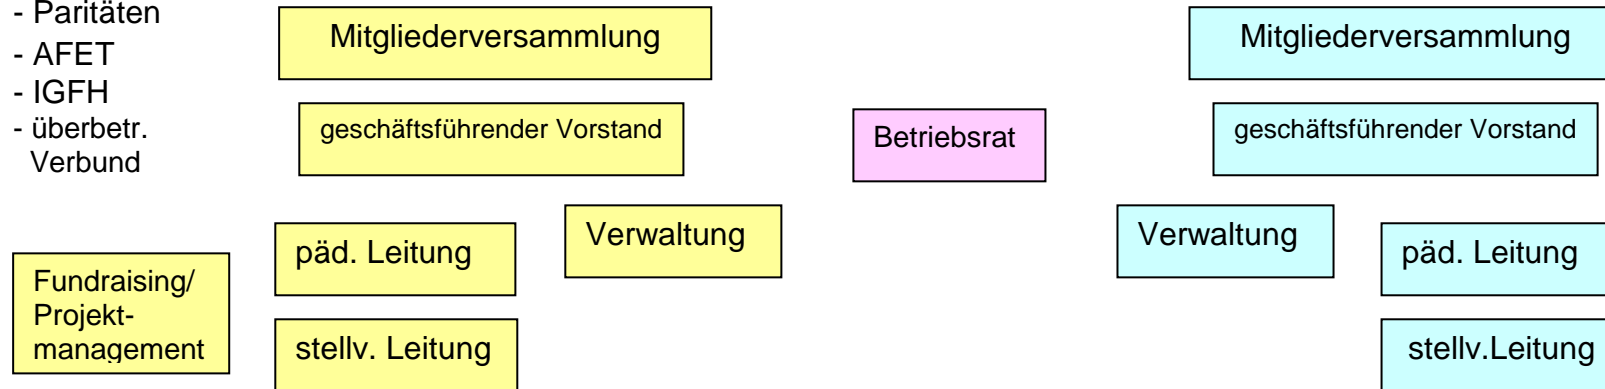 - Paritäten
- AFET
- IGFH
- überbetr.
Verbund
Mitgliederversammlung
geschäftsführender Vorstand
päd. Leitung
Verwaltung
Fundraising/
Projekt-
management
stellv. Leitung
Betriebsrat
Mitgliederversammlung
geschäftsführender Vorstand
Verwaltung
päd. Leitung
stellv.Leitung